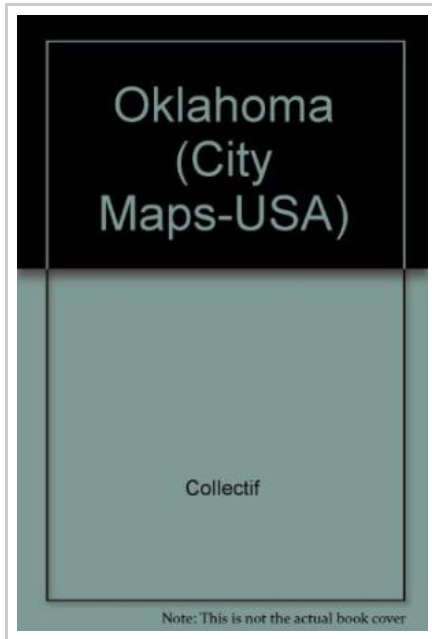 Oklahoma
(City
Maps-USA)
Collectif
Note: This is not the actual book cover